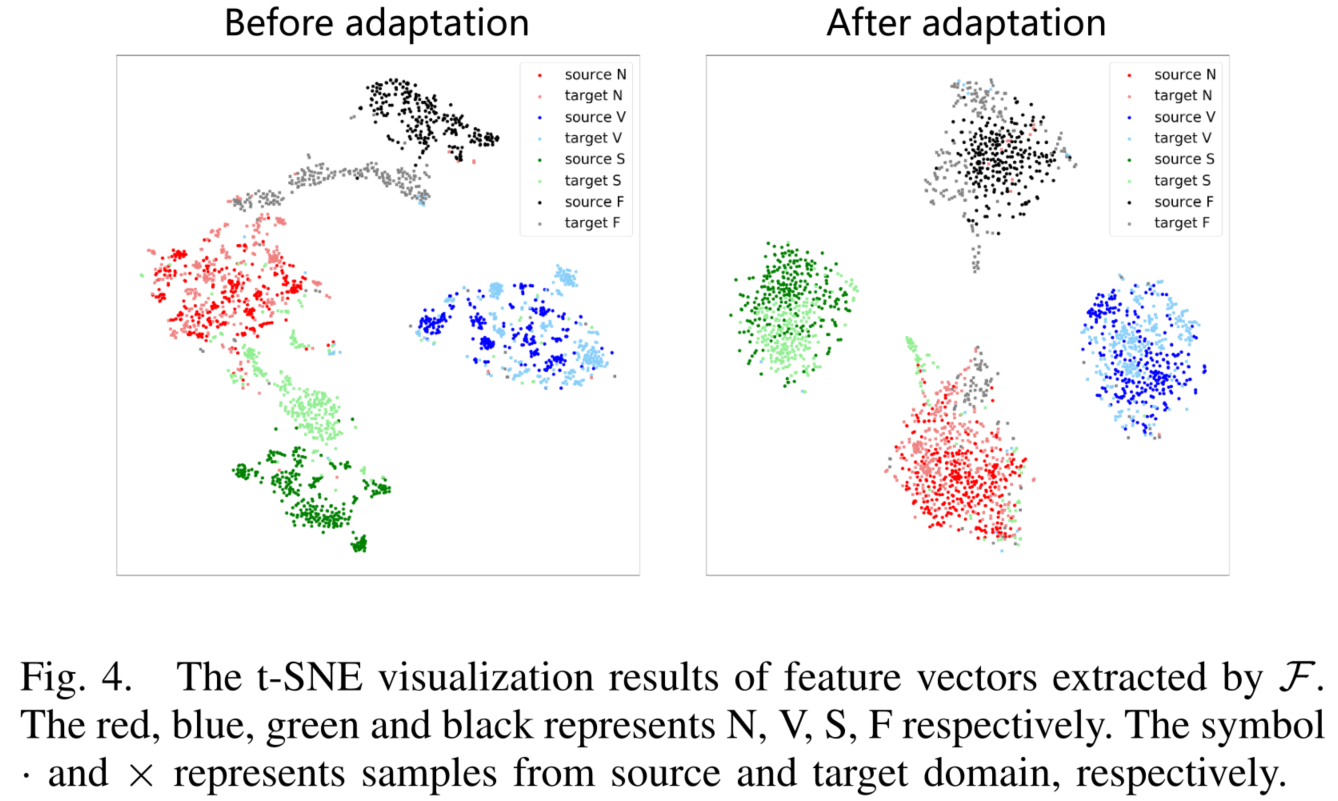 Before adaptation
source N
target N
source V
target V
source S
target S
source F
target F
After adaptation
source N
target N
source V
target V
source S
target S
source F
target F
Fig. 4. The t-SNE visualization results of feature vectors extracted by ℱ.
The red, blue, green and black represents N, V, S, F respectively. The symbol
· and × represents samples from source and target domain, respectively.